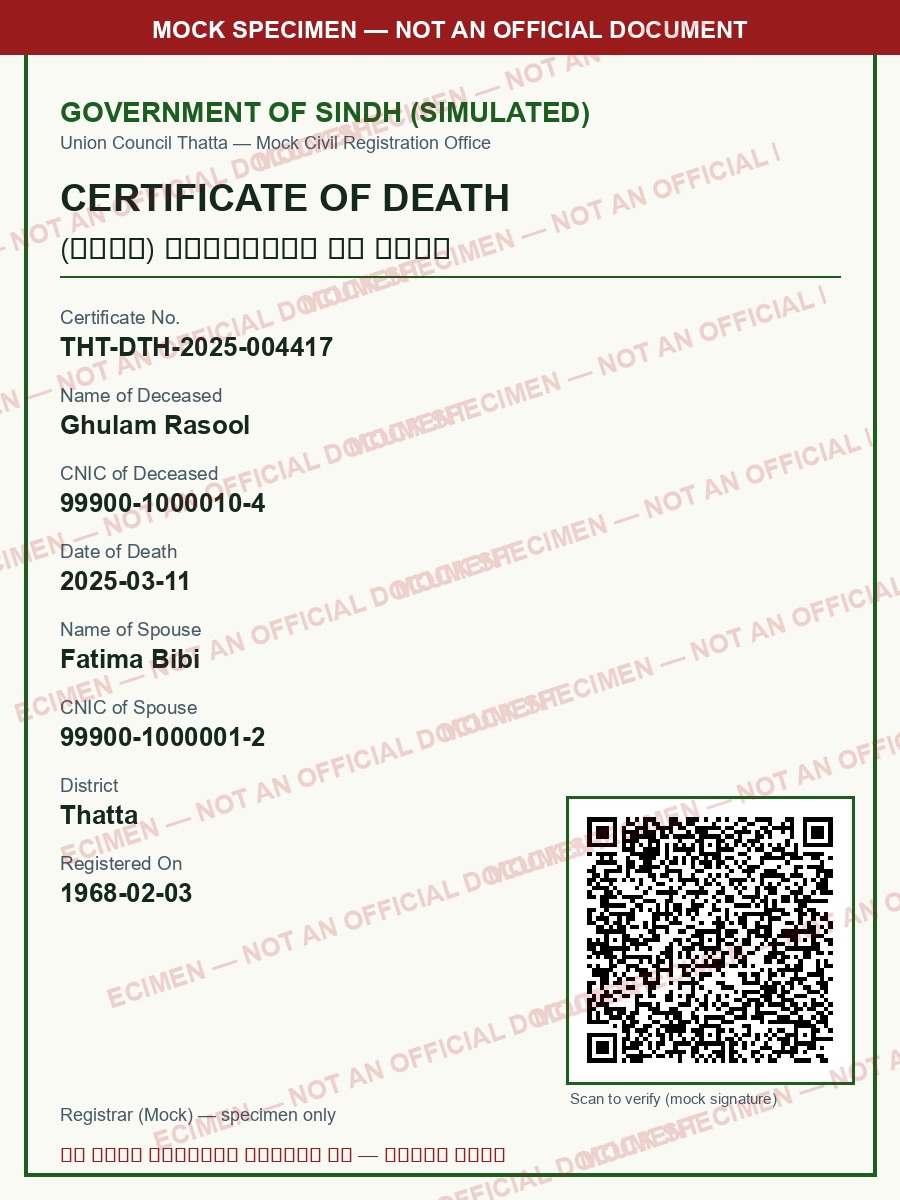 MOCK SPECIMEN — NOT AN OFFICIAL DOCUMENT
GOVERNMENT OF SINDH (SIMULATED)
Union Council Thatta — Mock Civil Registration Office
CERTIFICATE OF DEATH
Certificate No.
THT-DTH-2025-004417
Name of Deceased
Ghulam Rasool
CNIC of Deceased
99900-1000010-4
Date of Death
2025-03-11
Name of Spouse
Fatima Bibi
CNIC of Spouse
99900-1000001-2
District
Thatta
Registered On
1968-02-03
Scan to verify (mock signature)
Registrar (Mock) — specimen only